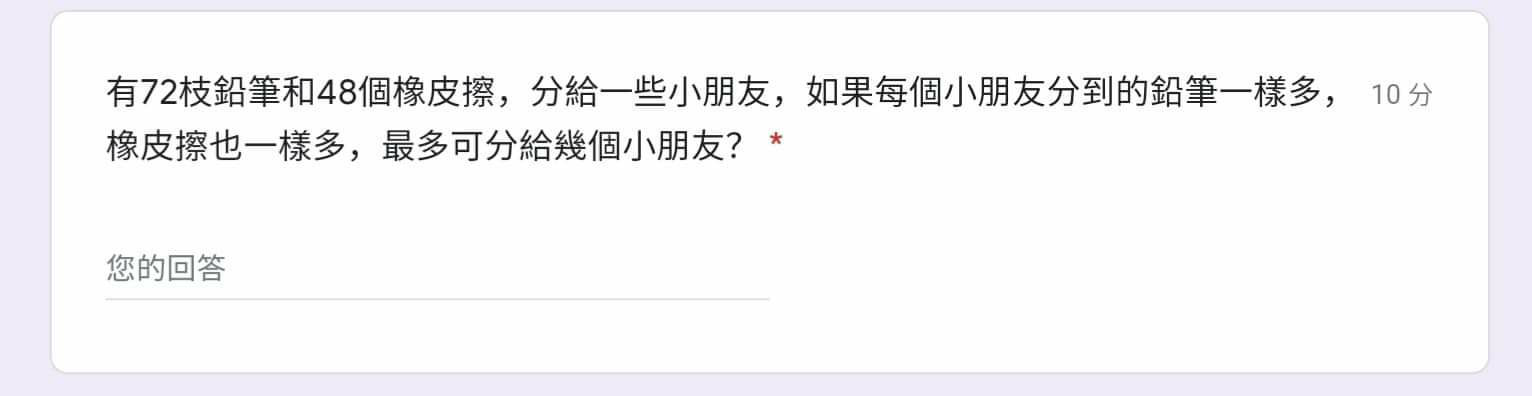 有72枝鉛筆和48個橡皮擦，分給一些小朋友，如果每個小朋友分到的鉛筆一樣多， 10 分
橡皮擦也一樣多，最多可分給幾個小朋友？ *
您的回答